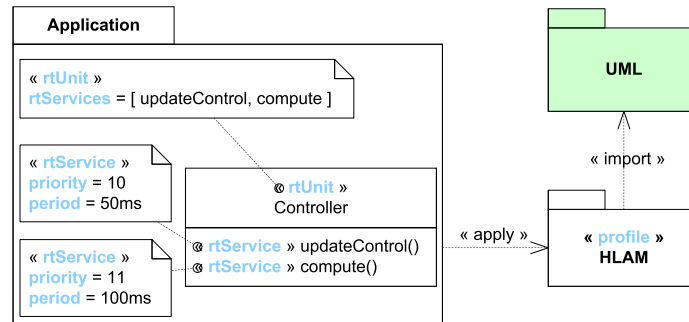 Application
« rtUnit »
rtServices = [ updateControl, compute ]
« rtService »
priority = 10
period = 50ms
« rtService »
priority = 11
period = 100ms
« rtUnit »
Controller
« rtService » updateControl()
« rtService » compute()
« apply »
UML
« import »
« profile »
HLAM